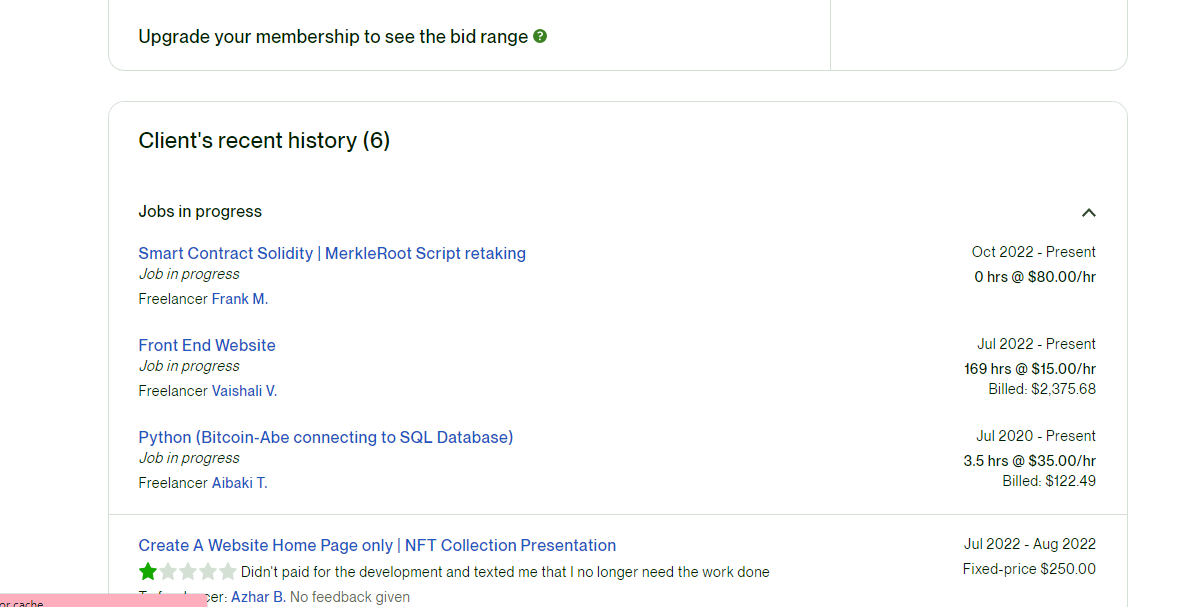 Upgrade your membership to see the bid range ?
Client's recent history (6)
Jobs in progress
Smart Contract Solidity | MerkleRoot Script retaking
Oct 2022 - Present
Job in progress
0 hrs @ $80.00/hr
Freelancer Frank M.
Front End Website
Jul 2022 - Present
Job in progress
169 hrs @ $15.00/hr
Freelancer Vaishali V.
Billed: $2,375.68
Python (Bitcoin-Abe connecting to SQL Database)
Jul 2020 - Present
Job in progress
3.5 hrs @ $35.00/hr
Freelancer Aibaki T.
Billed: $122.49
Create A Website Home Page only | NFT Collection Presentation
Jul 2022 - Aug 2022
Didn't paid for the development and texted me that I no longer need the work done
Fixed-price $250.00
Azhar B. No feedback given
or cache